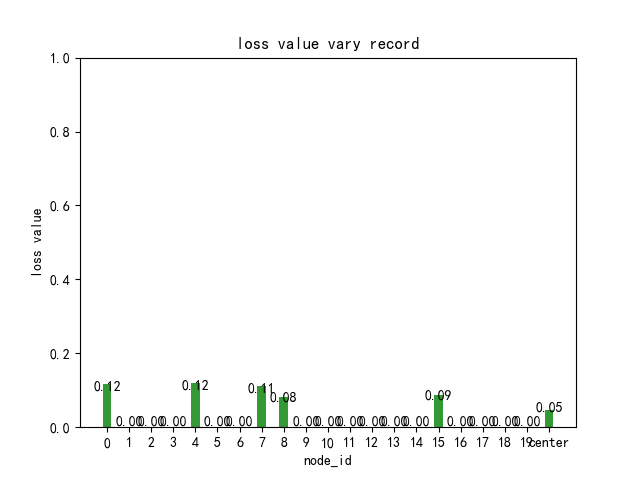 loss value vary record
1.0
0.8
0.6
0.4
0.2
0.0
loss value
0.12 0.00 0.00 0.00 0.12 0.00 0.00 0.11 0.08 0.00 0.00 0.00 0.00 0.00 0.00 0.09 0.00 0.00 0.00 0.00 0.05
0 1 2 3 4 5 6 7 8 9 10 11 12 13 14 15 16 17 18 19 center
node_id